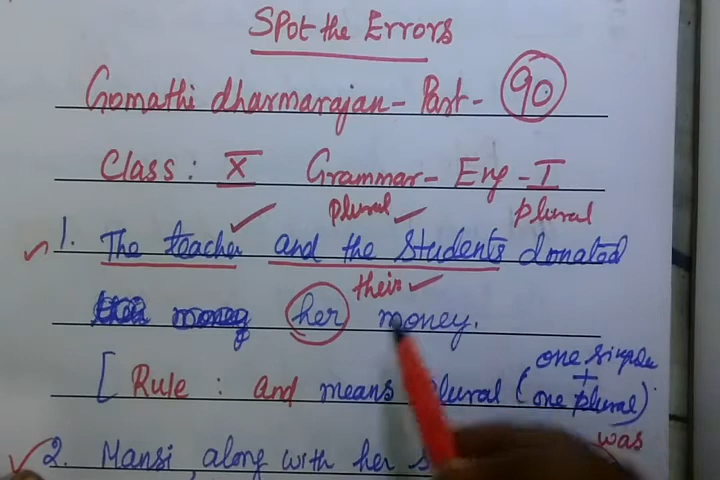 Spot the Errors
Gomathi dharmarajan - Part - 90
Class : X Grammar - Eng - I
plural plural
1. The teacher and the students donated
their
her money.
one single
[ Rule : and means plural ( + one plural)
was
2. Mansi, along with her